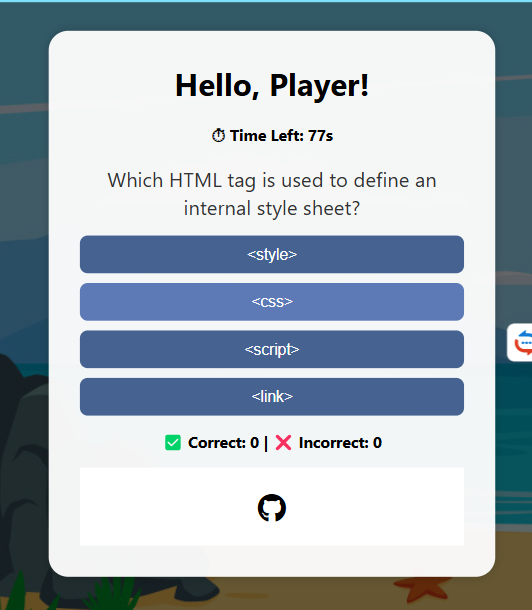 Hello, Player!
⏱ Time Left: 77s
Which HTML tag is used to define an
internal style sheet?
<style>
<css>
<script>
<link>
✅ Correct: 0 | ❌ Incorrect: 0